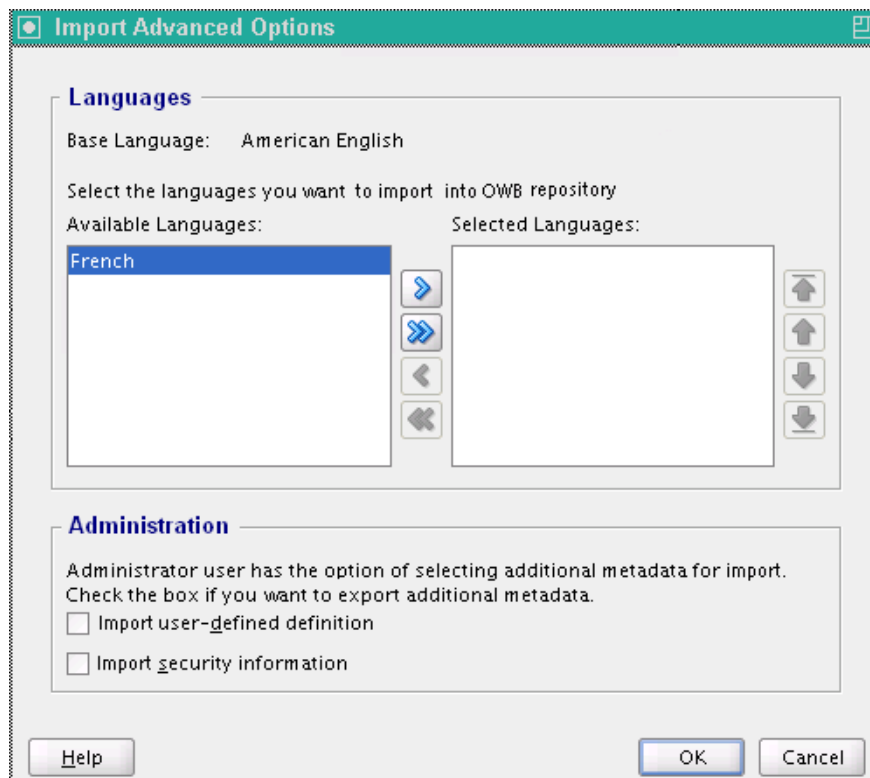 Import Advanced Options
Languages
Base Language: American English
Select the languages you want to import into OWB repository
Available Languages: Selected Languages:
French
Administration
Administrator user has the option of selecting additional metadata for import.
Check the box if you want to export additional metadata.
Import user-defined definition
Import security information
Help OK Cancel